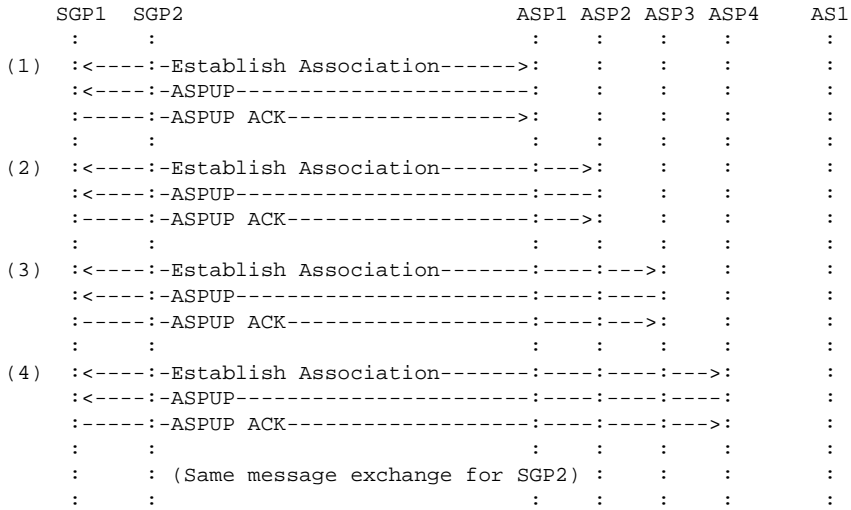 SGP1  SGP2                          ASP1 ASP2 ASP3 ASP4    AS1
      :     :                             :    :    :    :       :
(1)   :<----:-Establish Association------>:    :    :    :       :
      :<----:-ASPUP-----------------------:    :    :    :       :
      :-----:-ASPUP ACK------------------>:    :    :    :       :
      :     :                             :    :    :    :       :
(2)   :<----:-Establish Association-------:--->:    :    :       :
      :<----:-ASPUP-----------------------:----:    :    :       :
      :-----:-ASPUP ACK-------------------:--->:    :    :       :
      :     :                             :    :    :    :       :
(3)   :<----:-Establish Association-------:----:--->:    :       :
      :<----:-ASPUP-----------------------:----:----:    :       :
      :-----:-ASPUP ACK-------------------:----:--->:    :       :
      :     :                             :    :    :    :       :
(4)   :<----:-Establish Association-------:----:----:--->:       :
      :<----:-ASPUP-----------------------:----:----:----:       :
      :-----:-ASPUP ACK-------------------:----:----:--->:       :
      :     :                             :    :    :    :       :
      :     : (Same message exchange for SGP2) :    :    :       :
      :     :                             :    :    :    :       :